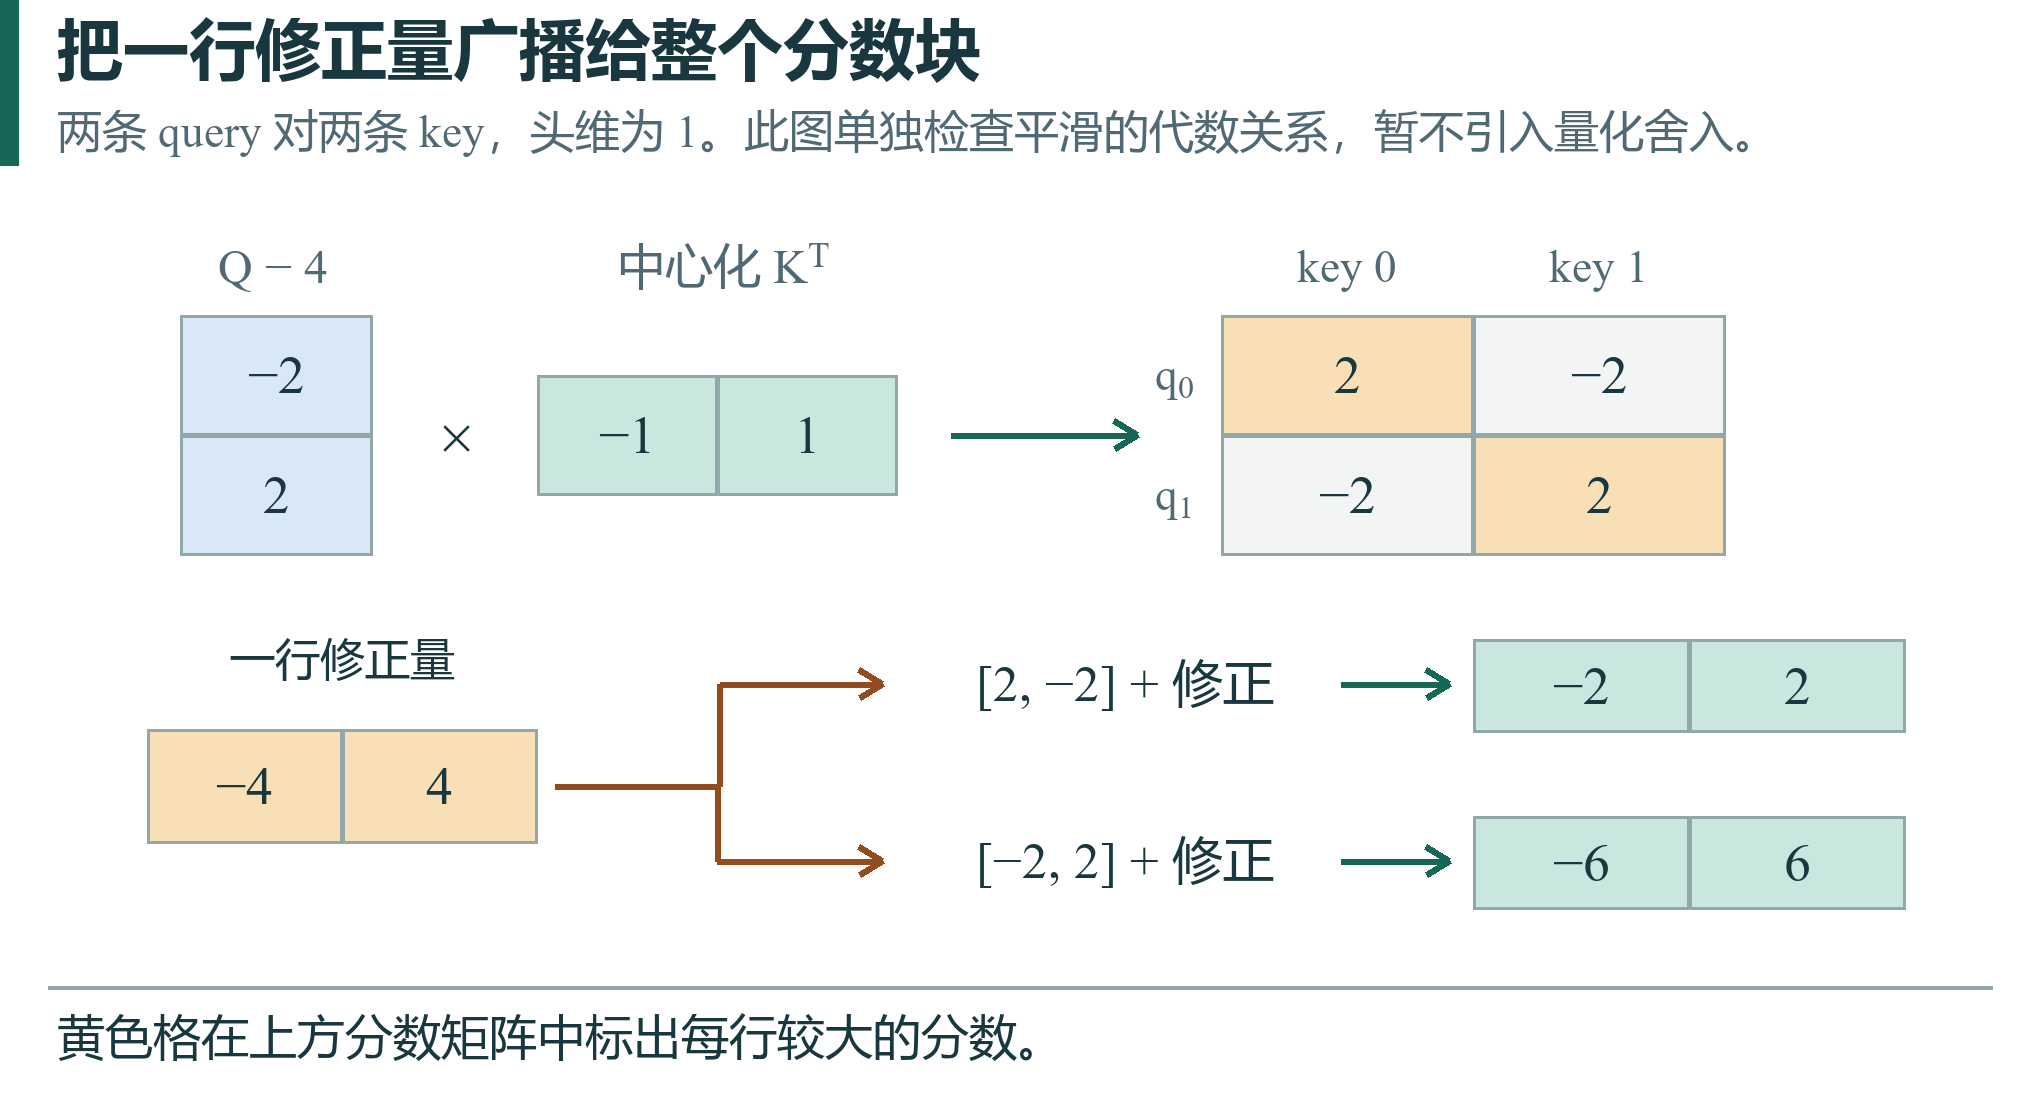 把一行修正量广播给整个分数块
两条 query 对两条 key，头维为 1。此图单独检查平滑的代数关系，暂不引入量化舍入。
Q − 4
中心化 Kᵀ
key 0 key 1
−2
2
×
−1 1
q₀ 2 −2
q₁ −2 2
一行修正量
−4 4
[2, −2] + 修正
−2 2
[−2, 2] + 修正
−6 6
黄色格在上方分数矩阵中标出每行较大的分数。